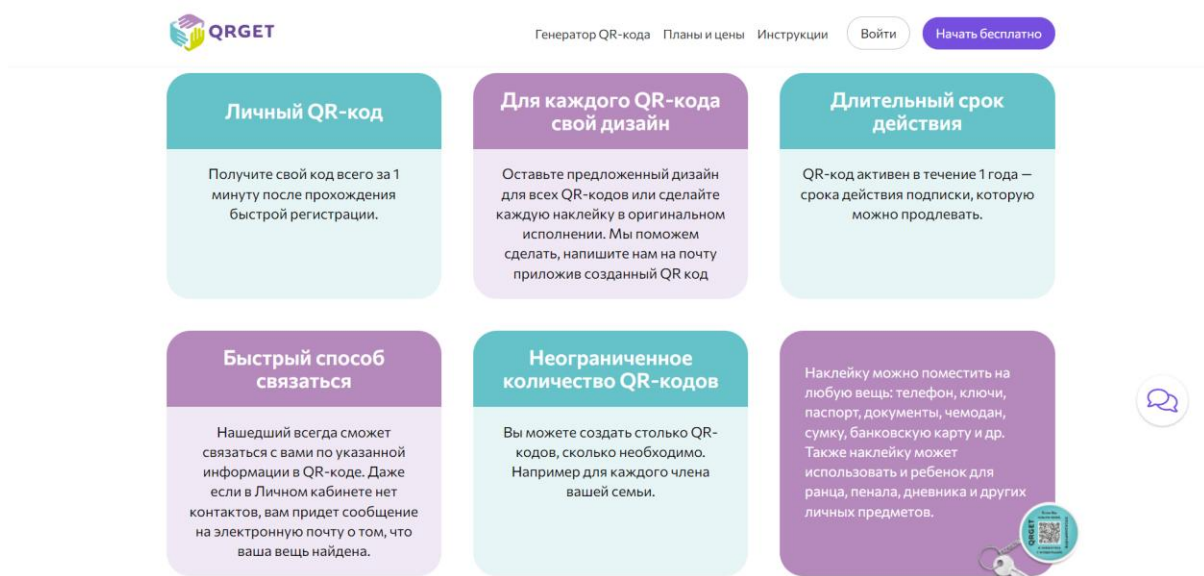 QRGET
Генератор QR-кода Планы и цены Инструкции Войти Начать бесплатно
Личный QR-код
Получите свой код всего за 1
минуту после прохождения
быстрой регистрации.
Для каждого QR-кода
свой дизайн
Оставьте предложенный дизайн
для всех QR-кодов или сделайте
каждую наклейку в оригинальном
исполнении. Мы поможем
сделать, напишите нам на почту
приложив созданный QR код
Длительный срок
действия
QR-код активен в течение 1 года —
срока действия подписки, которую
можно продлевать.
Быстрый способ
связаться
Нашедший всегда сможет
связаться с вами по указанной
информации в QR-коде. Даже
если в Личном кабинете нет
контактов, вам придет сообщение
на электронную почту о том, что
ваша вещь найдена.
Неограниченное
количество QR-кодов
Вы можете создать столько QR-
кодов, сколько необходимо.
Например для каждого члена
вашей семьи.
Наклейку можно поместить на
любую вещь: телефон, ключи,
паспорт, документы, чемодан,
сумку, банковскую карту и др.
Также наклейку может
использовать и ребенок для
ранца, пенала, дневника и других
личных предметов.
QRGET